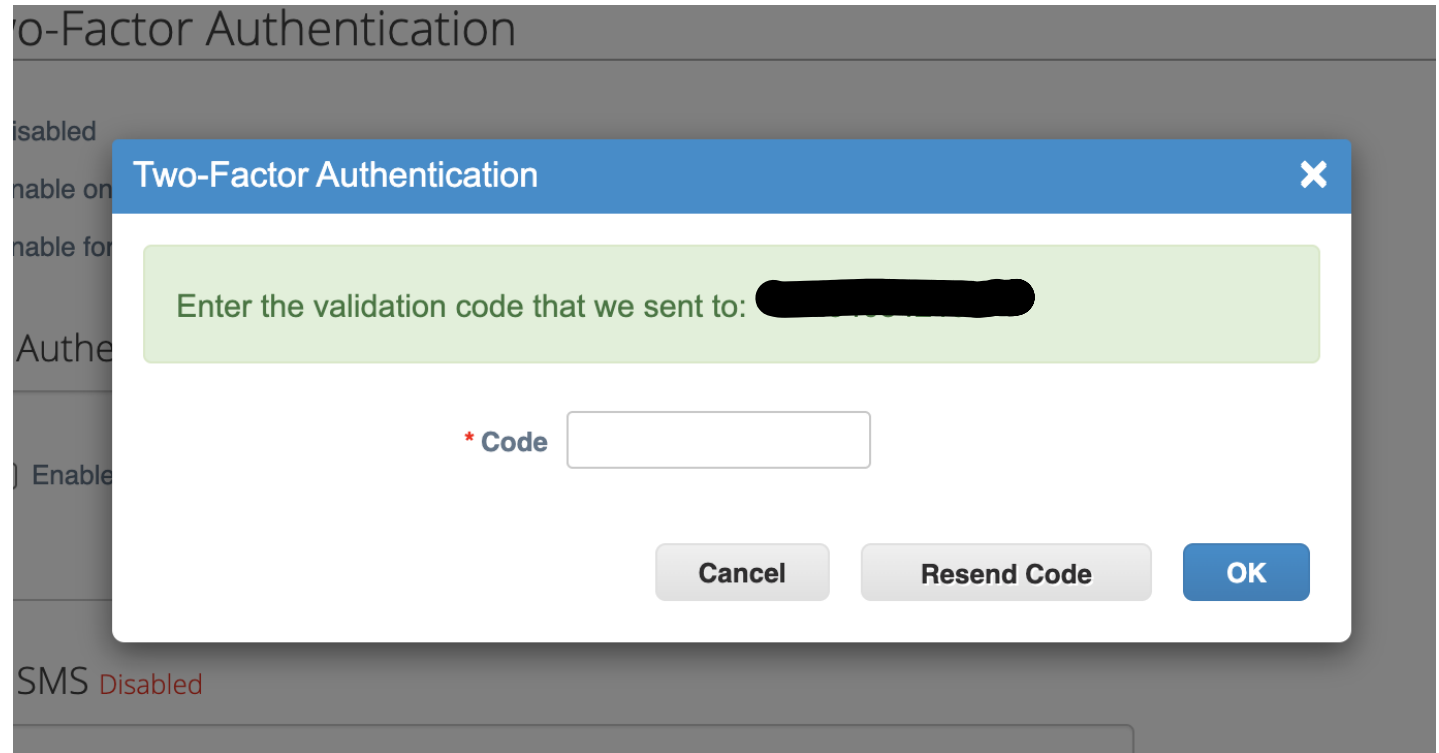 o-Factor Authentication
isabled
Two-Factor Authentication
nable on
nable for
Enter the validation code that we sent to:
Authe
* Code
Enable
Cancel
Resend Code
OK
SMS Disabled